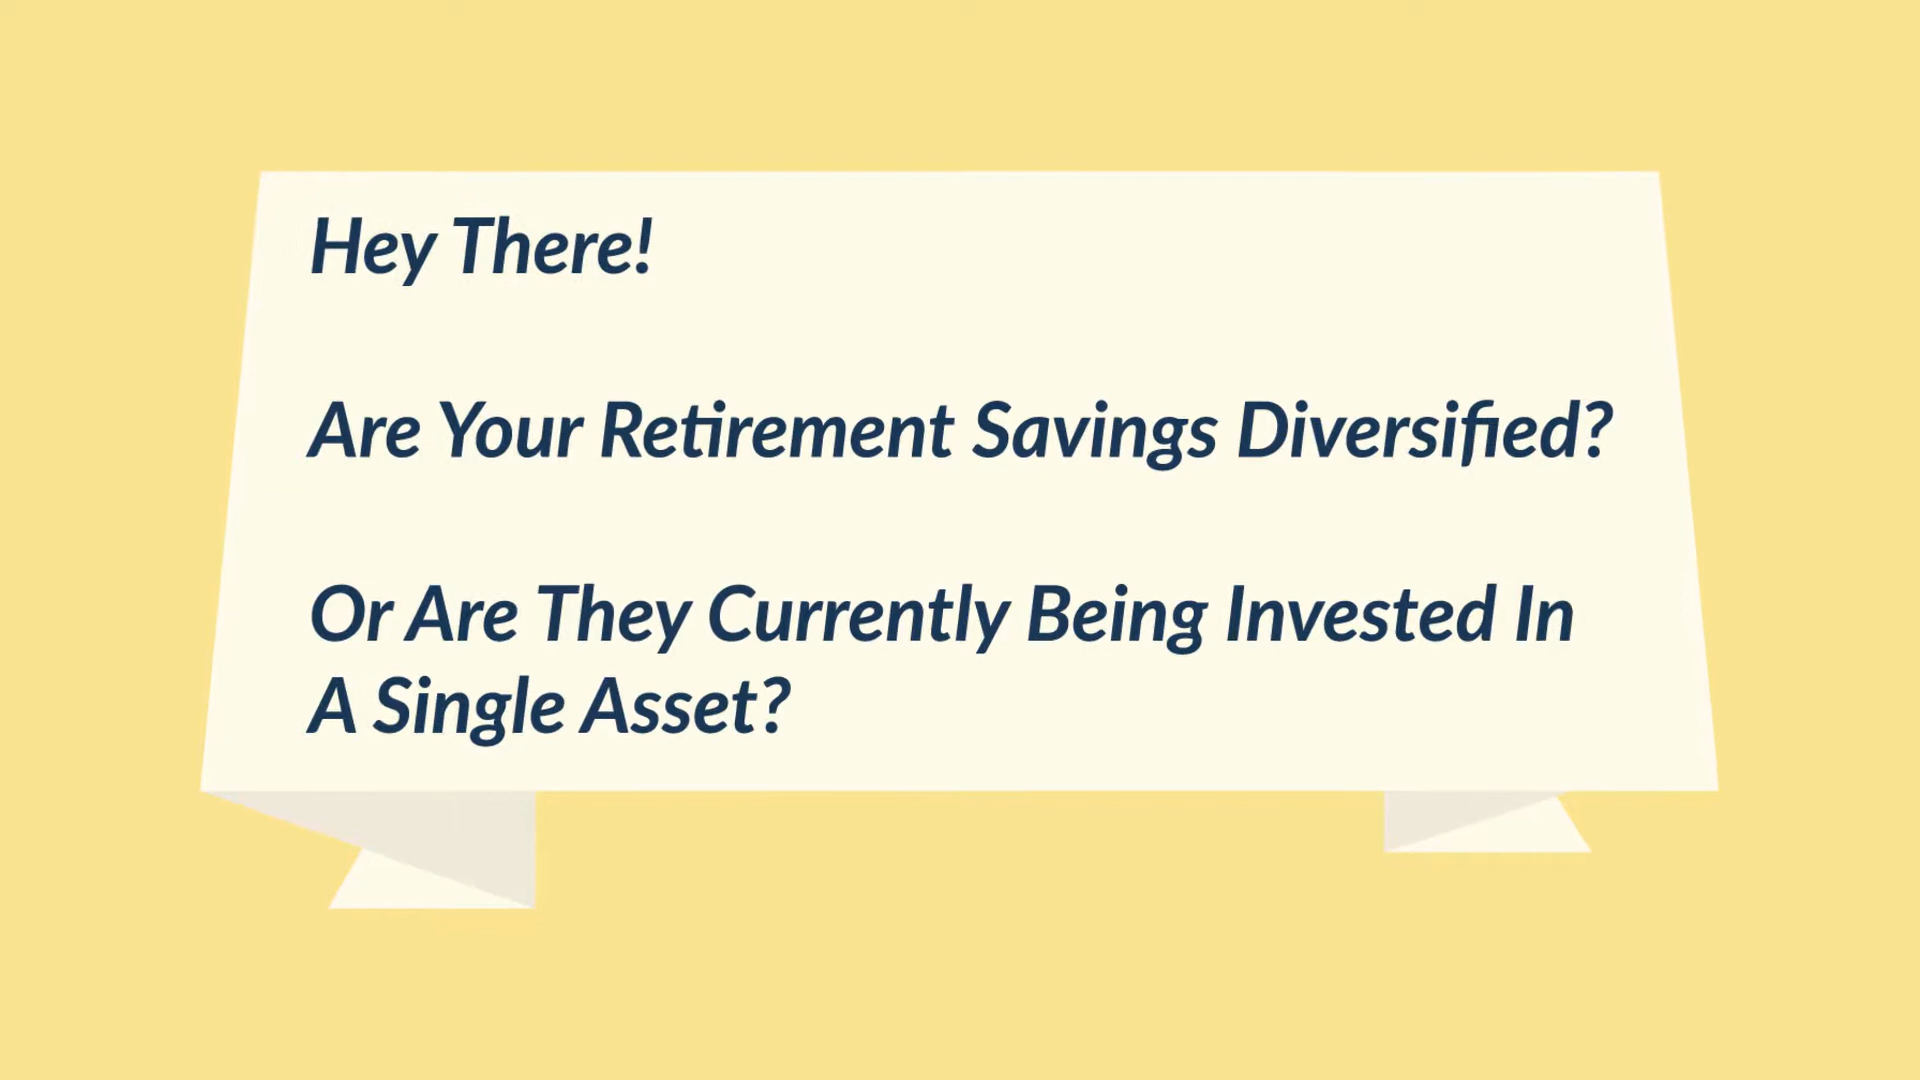 Hey There!
Are Your Retirement Savings Diversified?
Or Are They Currently Being Invested In
A Single Asset?